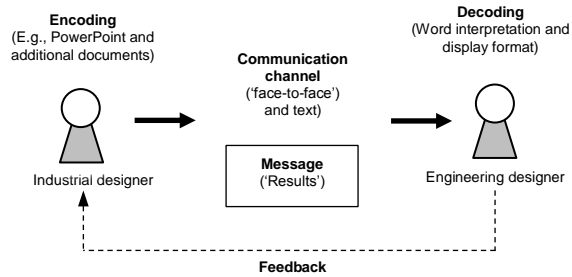 Encoding
(E.g., PowerPoint and
additional documents)
Industrial designer
Communication
channel
('face-to-face')
and text)
Message
('Results')
Decoding
(Word interpretation and
display format)
Engineering designer
Feedback